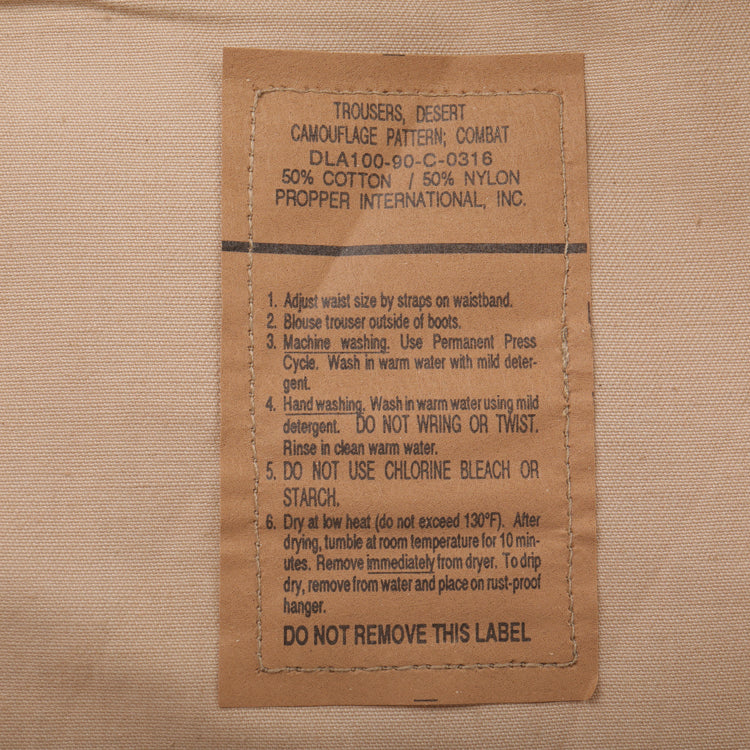 TROUSERS, DESERT
CAMOUFLAGE PATTERN; COMBAT
DLA100-90-C-0316
50% COTTON / 50% NYLON
PROPPER INTERNATIONAL, INC.
1. Adjust waist size by straps on waistband.
2. Blouse trouser outside of boots.
3. Machine washing. Use Permanent Press
Cycle. Wash in warm water with mild deter-
gent.
4. Hand washing. Wash in warm water using mild
detergent. DO NOT WRING OR TWIST.
Rinse in clean warm water.
5. DO NOT USE CHLORINE BLEACH OR
STARCH.
6. Dry at low heat (do not exceed 130°F). After
drying, tumble at room temperature for 10 min-
utes. Remove immediately from dryer. To drip
dry, remove from water and place on rust-proof
hanger.
DO NOT REMOVE THIS LABEL